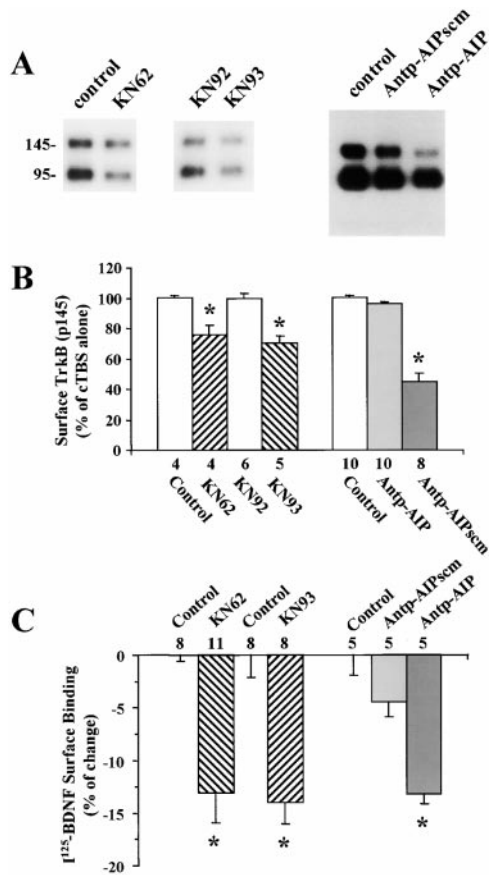 A
control
KN62
KN92
KN93
control
Antp-AIPscm
Antp-AIP
145-
95-
B
Surface TrkB (p145)
(% of cTBS alone)
120
100
80
60
40
20
0
*
*
*
4 4 6 5 10 10 8
Control
KN62
KN92
KN93
Control
Antp-AIP
Antp-AIPscm
C
Control
KN62
Control
KN93
Control
Antp-AIPscm
Antp-AIP
8 11 8 8 5 5 5
I[¹²⁵-BDNF Surface Binding
(% of change)
0
-5
-10
-15
-20
*
*
*